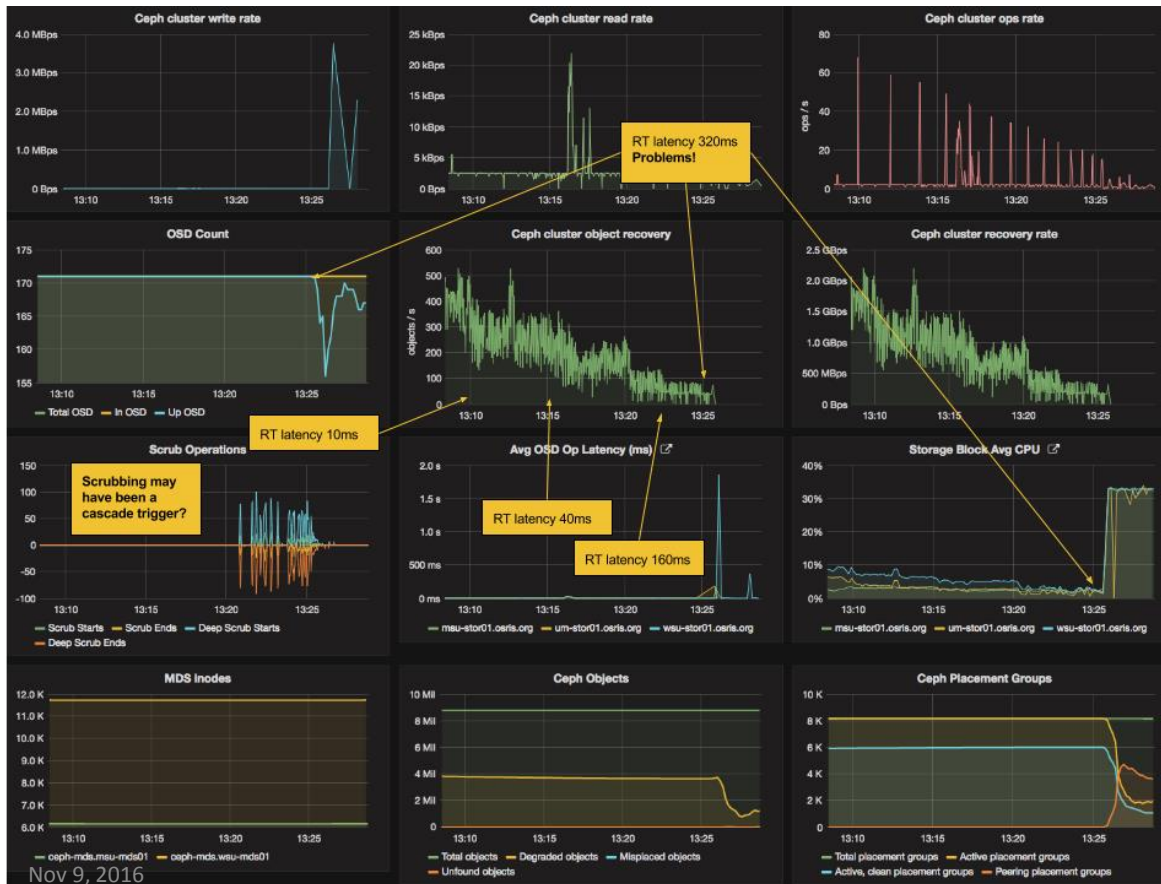 Ceph cluster write rate
4.0 MBps
3.0 MBps
2.0 MBps
1.0 MBps
0 Bps
13:10 13:15 13:20 13:25
Ceph cluster read rate
25 kBps
20 kBps
15 kBps
10 kBps
5 kBps
0 Bps
13:10 13:15 13:20 13:25
Ceph cluster ops rate
ops / s
80
60
40
20
0
13:10 13:15 13:20 13:25
RT latency 320ms
Problems!
OSD Count
175
170
165
160
155
13:10 13:15 13:20 13:25
Total OSD In OSD Up OSD
Ceph cluster object recovery
objects / s
600
500
400
300
200
100
0
13:10 13:15 13:20 13:25
Ceph cluster recovery rate
2.5 GBps
2.0 GBps
1.5 GBps
1.0 GBps
500 MBps
0 Bps
13:10 13:15 13:20 13:25
RT latency 10ms
Scrub Operations
150
100
50
0
-50
-100
13:10 13:15 13:20 13:25
Scrubbing may
have been a
cascade trigger?
Scrub Starts Scrub Ends Deep Scrub Starts
Deep Scrub Ends
Avg OSD Op Latency (ms)
2.0 s
1.5 s
1.0 s
500 ms
0 ms
13:10 13:15 13:20 13:25
RT latency 40ms
RT latency 160ms
msu-stor01.osris.org um-stor01.osris.org wsu-stor01.osris.org
Storage Block Avg CPU
40%
30%
20%
10%
0%
13:10 13:15 13:20 13:25
msu-stor01.osris.org um-stor01.osris.org wsu-stor01.osris.org
MDS Inodes
12.0 K
11.0 K
10.0 K
9.0 K
8.0 K
7.0 K
6.0 K
13:10 13:15 13:20 13:25
ceph-mds.msu-mds01 ceph-mds.wsu-mds01
Ceph Objects
10 Mil
8 Mil
6 Mil
4 Mil
2 Mil
0
13:10 13:15 13:20 13:25
Total objects Degraded objects Misplaced objects
Unfound objects
Ceph Placement Groups
10 K
8 K
6 K
4 K
2 K
0
13:10 13:15 13:20 13:25
Total placement groups Active placement groups
Active, clean placement groups Peering placement groups
Nov 9, 2016